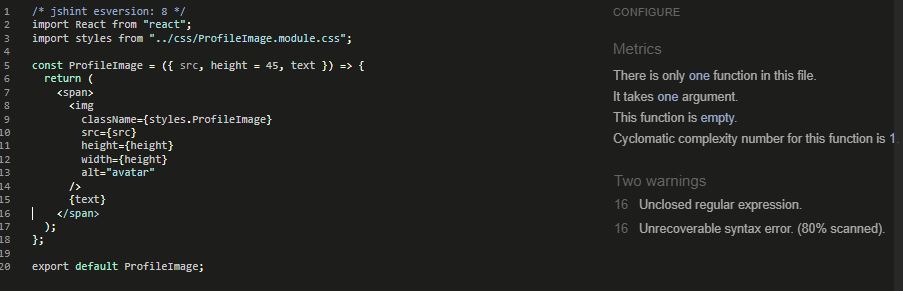 1 /* jshint esversion: 8 */
2 import React from "react";
3 import styles from "../css/ProfileImage.module.css";
4
5 const ProfileImage = ({ src, height = 45, text }) => {
6   return (
7     <span>
8       <img
9         className={styles.ProfileImage}
10         src={src}
11         height={height}
12         width={height}
13         alt="avatar"
14       />
15       {text}
16     </span>
17   );
18 };
19
20 export default ProfileImage;
CONFIGURE
Metrics
There is only one function in this file.
It takes one argument.
This function is empty.
Cyclomatic complexity number for this function is 1
Two warnings
16 Unclosed regular expression.
16 Unrecoverable syntax error. (80% scanned).